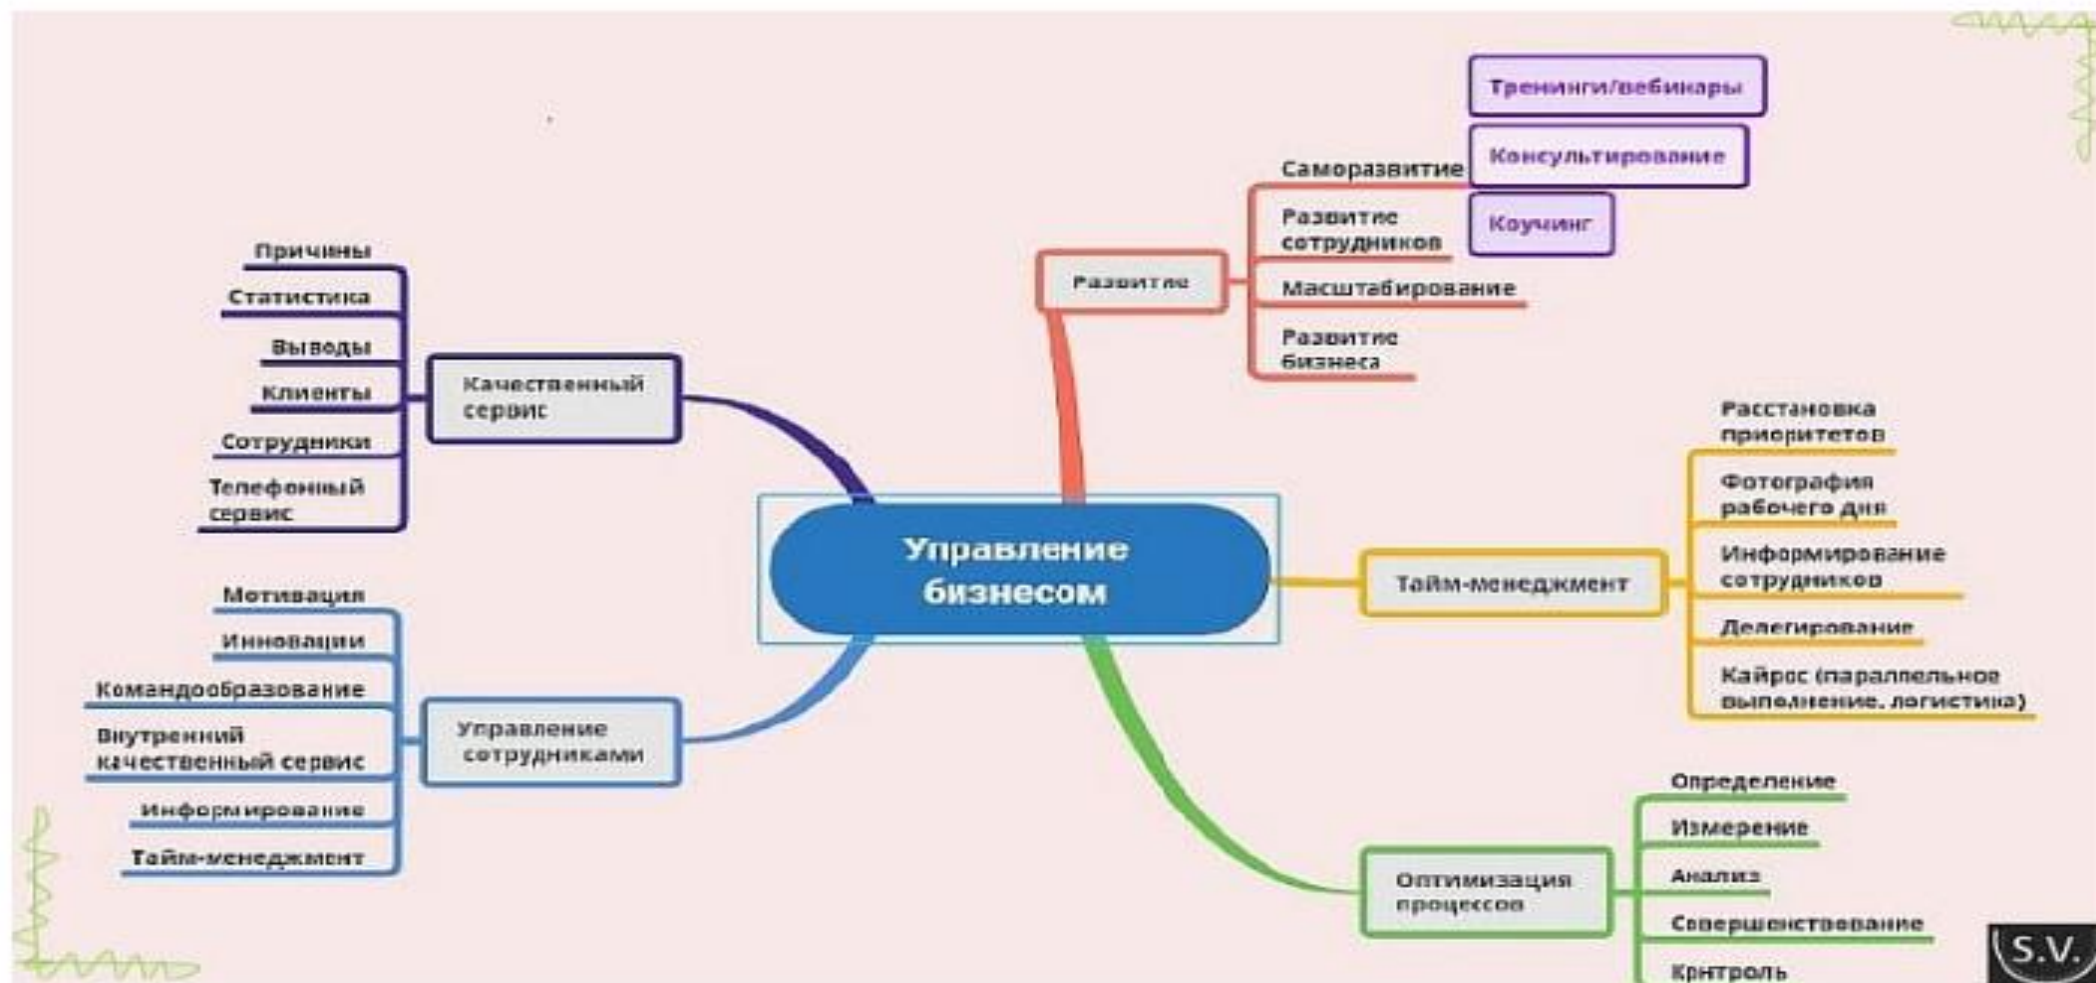 Тренинги/вебинары
Консультирование
Коучинг
Саморазвитие
Развитие
сотрудников
Масштабирование
Развитие
бизнеса
Развитие
Причины
Статистика
Выводы
Клиенты
Сотрудники
Телефонный
сервис
Качественный
сервис
Управление
бизнесом
Расстановка
приоритетов
Фотография
рабочего дня
Информирование
сотрудников
Делегирование
Кайрос (параллельное
выполнение, логистика)
Тайм-менеджмент
Мотивация
Инновации
Командообразование
Внутренний
качественный сервис
Информирование
Тайм-менеджмент
Управление
сотрудниками
Определение
Измерение
Анализ
Совершенствование
Крнтроль
Оптимизация
процессов
S.V.